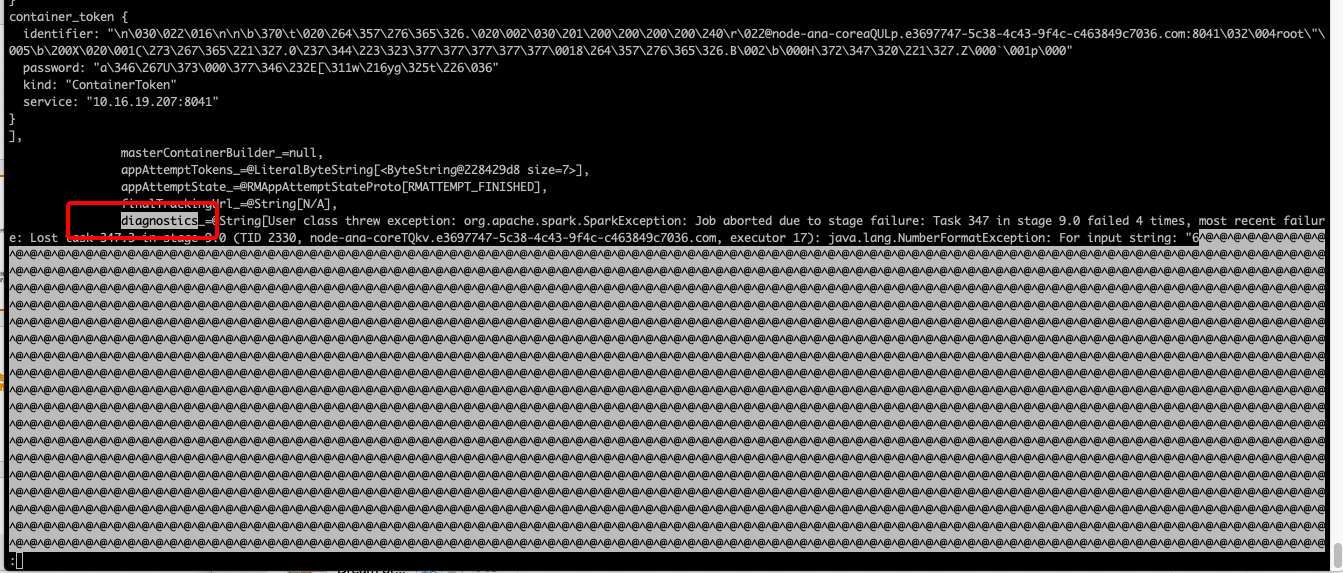 }
container_token {
identifier: "\n\030\022\016\n\n\b\370\t\020\264\357\276\365\326.\020\002\030\201\200\200\200\200\200\240\r\022@node-ana-coreaQULp.e3697747-5c38-4c43-9f4c-c463849c7036.com:8041\032\004root\"\
005\b\200X\020\001(\273\267\365\221\327.0\237\344\223\323\377\377\377\377\377\0018\264\357\276\365\326.B\002\b\000H\372\347\320\221\327.Z\000`\001p\000"
password: "a\346\267U\373\000\377\346\232E[\311w\216yg\325t\226\036"
kind: "ContainerToken"
service: "10.16.19.207:8041"
}
],
masterContainerBuilder_=null,
appAttemptTokens_=@LiteralByteString[<ByteString@228429d8 size=7>],
appAttemptState_=@RMAppAttemptStateProto[RMATTEMPT_FINISHED],
finalTrackingUrl_=@String[N/A],
diagnostics_=@String[User class threw exception: org.apache.spark.SparkException: Job aborted due to stage failure: Task 347 in stage 9.0 failed 4 times, most recent failur
e: Lost task 347.3 in stage 9.0 (TID 2330, node-ana-coreTQkv.e3697747-5c38-4c43-9f4c-c463849c7036.com, executor 17): java.lang.NumberFormatException: For input string: "6^@^@^@^@^@^@^@^@^@
: